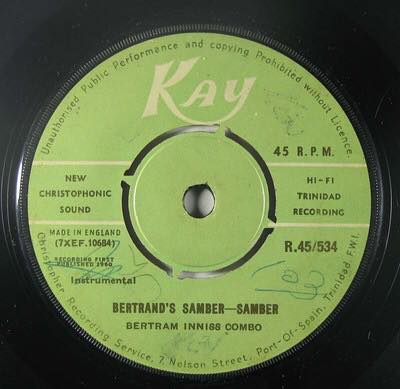 Unauthorised Public Performance and copying Prohibited without Licence.
KAY
45 R.P.M.
NEW
CHRISTOPHONIC
SOUND
HI-FI
TRINIDAD
RECORDING
MADE IN ENGLAND
(7XEF.10684)
R.45/534
RECORDING FIRST
PUBLISHED 1960
Instrumental
BERTRAND'S SAMBER—SAMBER
BERTRAM INNISS COMBO
Christopher Recording Service, 7 Nelson Street, Port-Of-Spain, Trinidad, F.W.I.